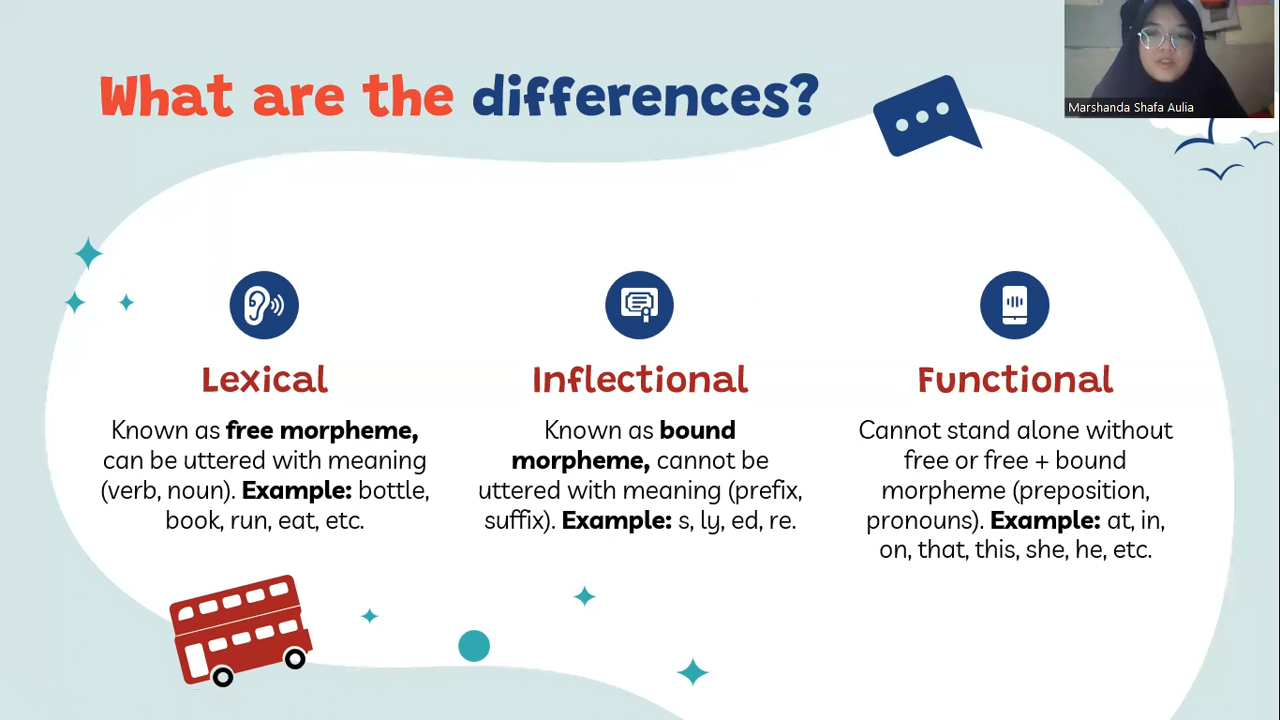 What are the differences?
Marshanda Shafa Aulia
Lexical
Known as free morpheme,
can be uttered with meaning
(verb, noun). Example: bottle,
book, run, eat, etc.
Inflectional
Known as bound
morpheme, cannot be
uttered with meaning (prefix,
suffix). Example: s, ly, ed, re.
Functional
Cannot stand alone without
free or free + bound
morpheme (preposition,
pronouns). Example: at, in,
on, that, this, she, he, etc.